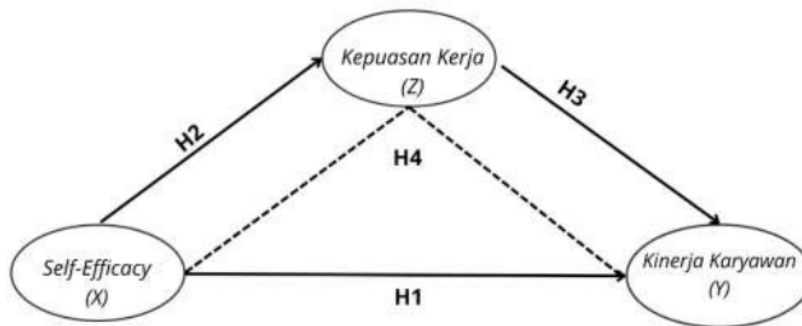 Kepuasan Kerja
(Z)
H2
H3
H4
Self-Efficacy
(X)
Kinerja Karyawan
(Y)
H1